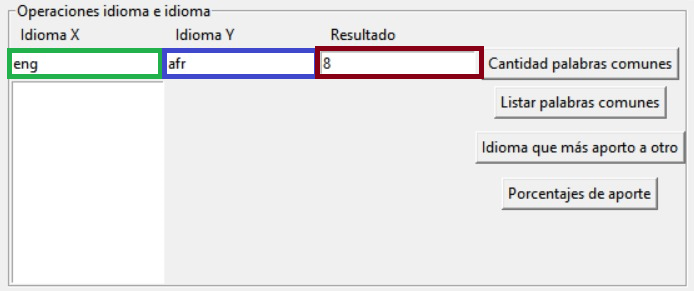 Operaciones idioma e idioma
Idioma X Idioma Y Resultado
eng afr 8 Cantidad palabras comunes
Listar palabras comunes
Idioma que más aporto a otro
Porcentajes de aporte